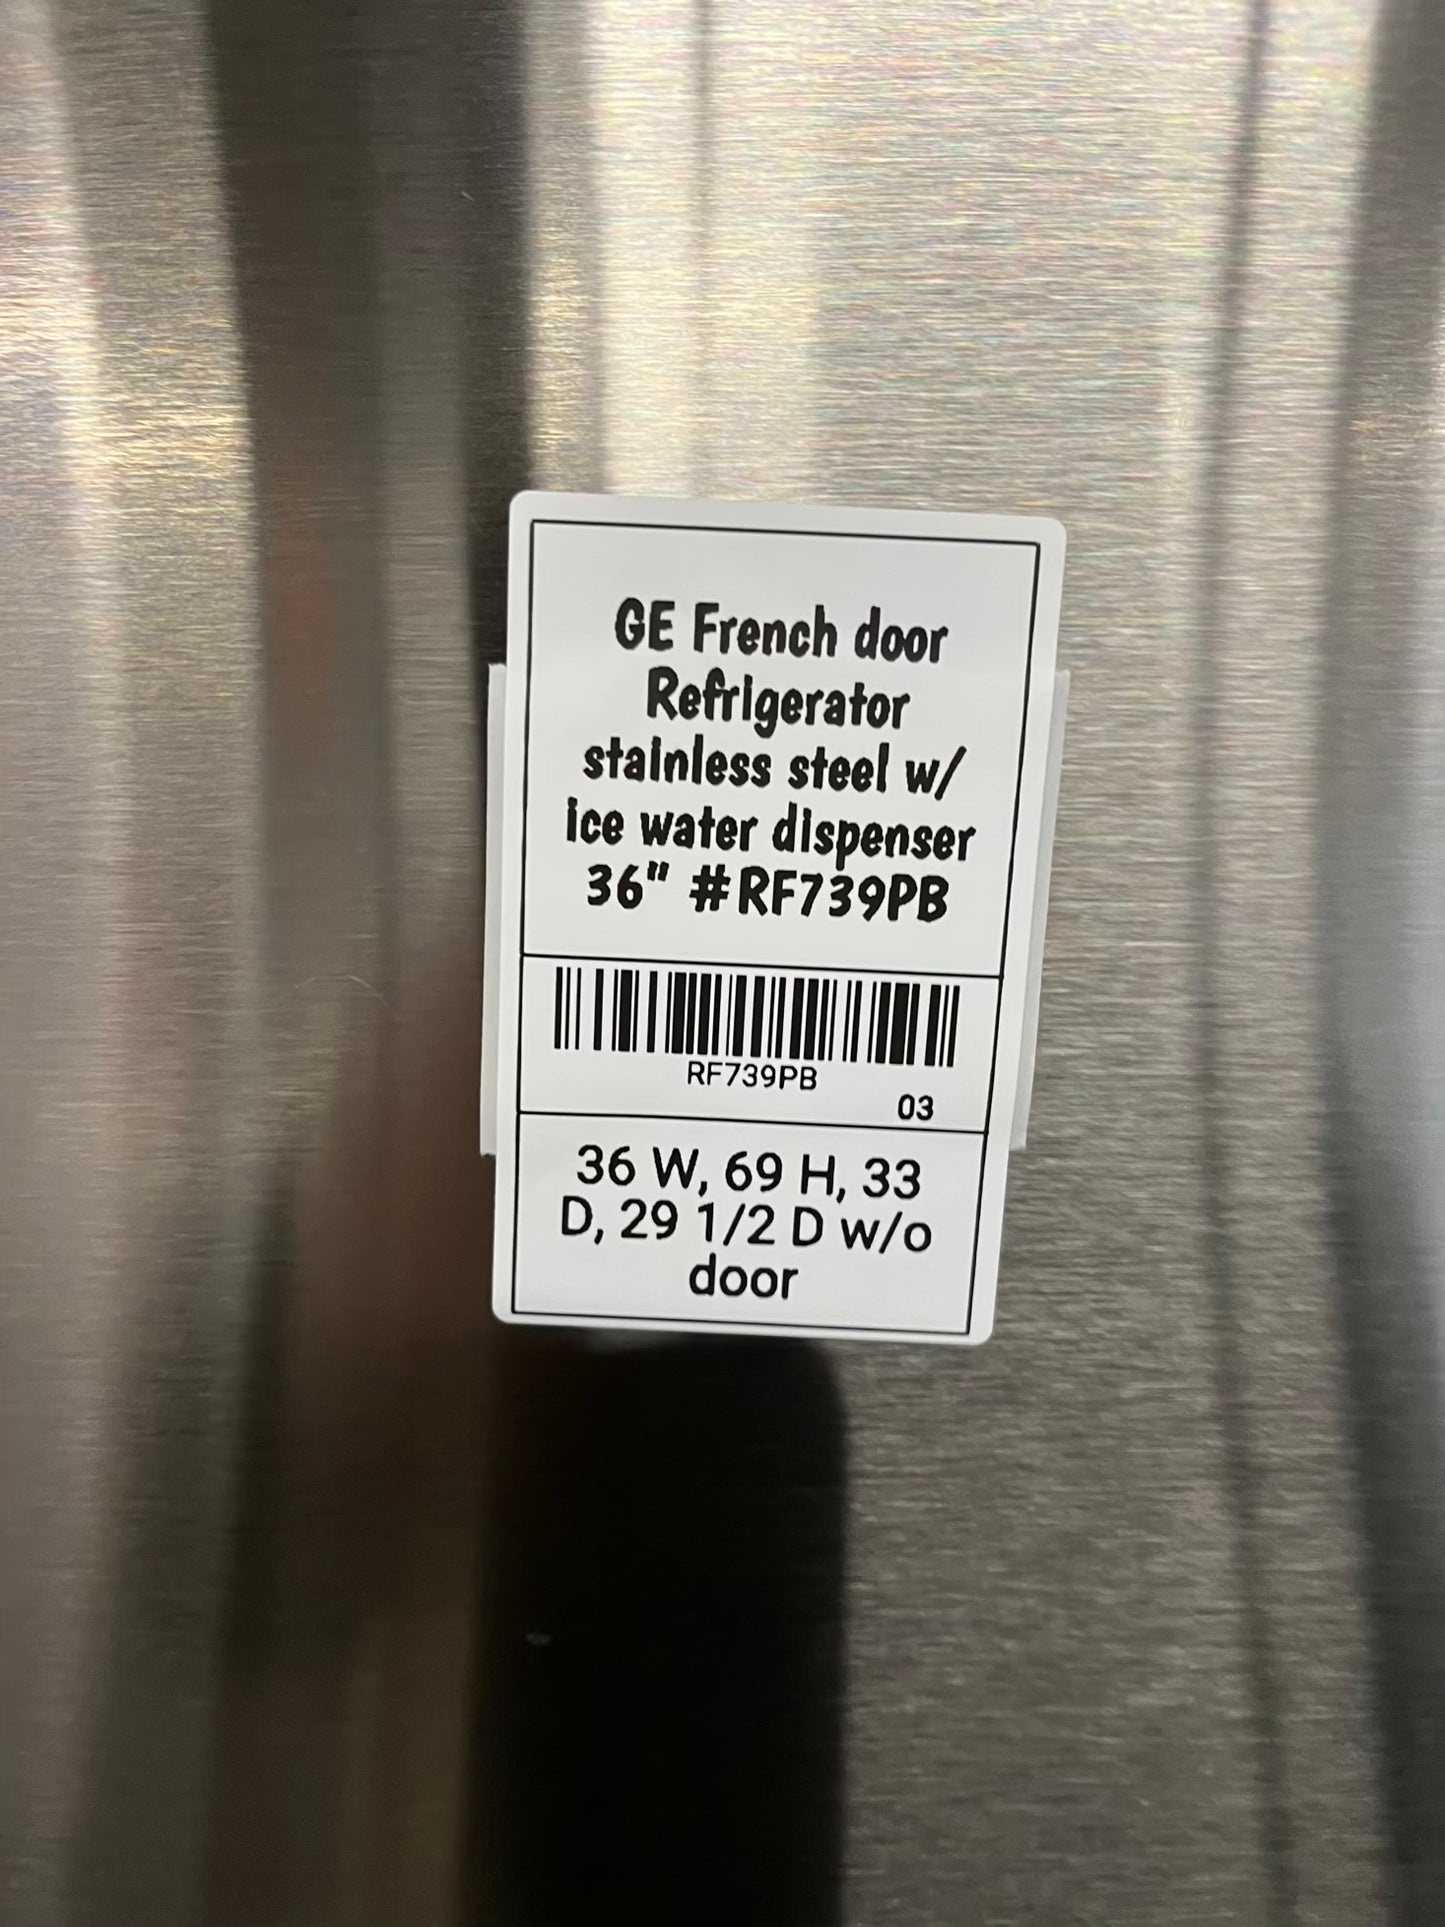 GE French door
Refrigerator
stainless steel w/
ice water dispenser
36" #RF739PB
RF739PB
03
36 W, 69 H, 33
D, 29 1/2 D w/o
door